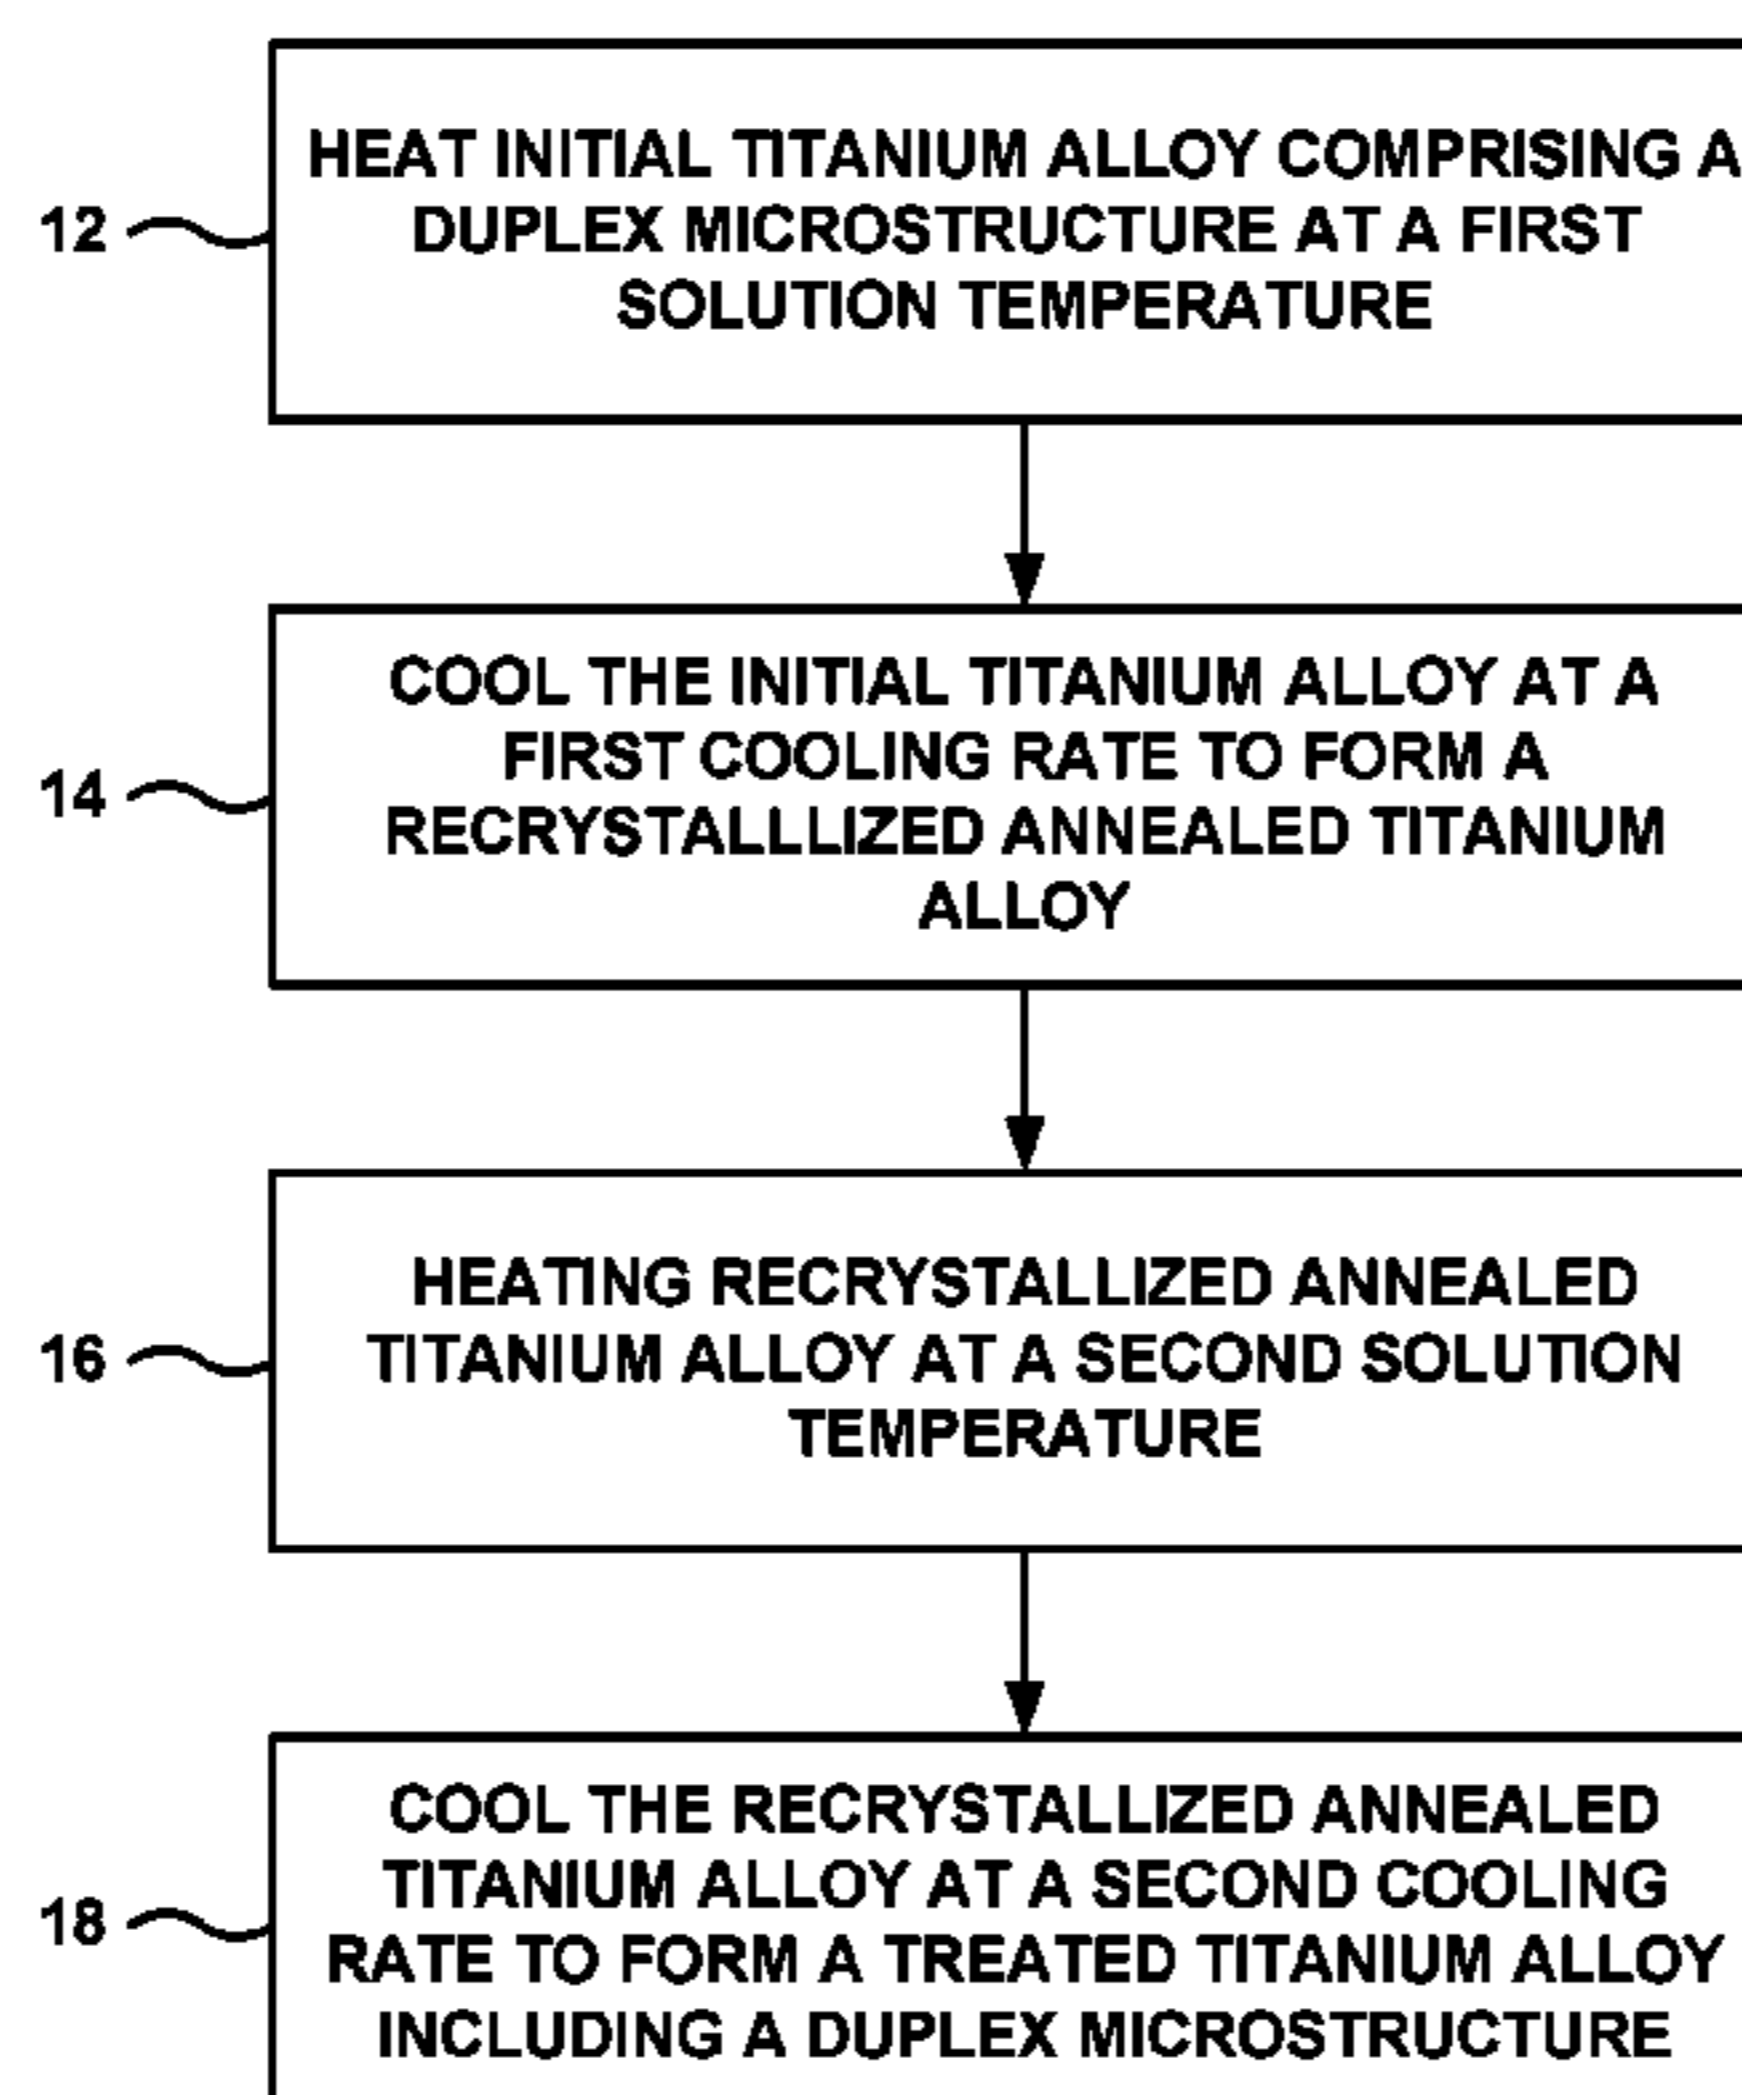 HEAT INITIAL TITANIUM ALLOY COMPRISING A
DUPLEX MICROSTRUCTURE AT A FIRST
SOLUTION TEMPERATURE
12
COOL THE INITIAL TITANIUM ALLOY AT A
FIRST COOLING RATE TO FORM A
RECRYSTALLLIZED ANNEALED TITANIUM
ALLOY
14
HEATING RECRYSTALLIZED ANNEALED
TITANIUM ALLOY AT A SECOND SOLUTION
TEMPERATURE
16
COOL THE RECRYSTALLIZED ANNEALED
TITANIUM ALLOY AT A SECOND COOLING
RATE TO FORM A TREATED TITANIUM ALLOY
INCLUDING A DUPLEX MICROSTRUCTURE
18